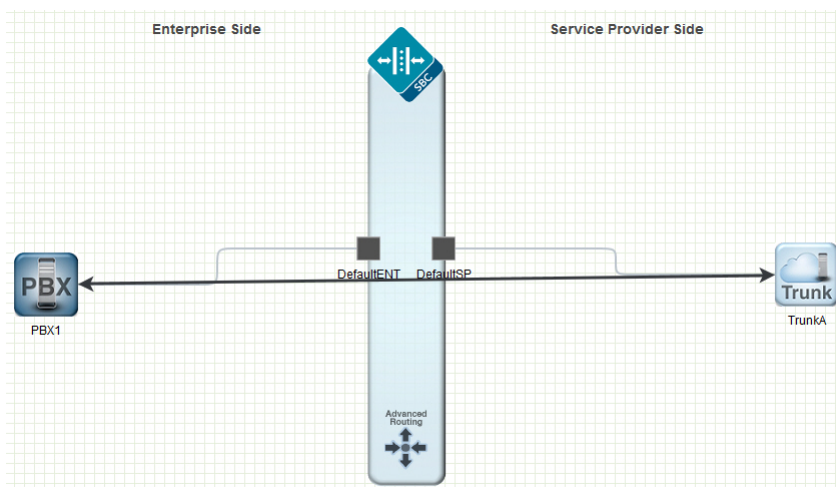 Enterprise Side
Service Provider Side
SBC
DefaultENT
DefaultSP
PBX
PBX1
Trunk
TrunkA
Advanced
Routing